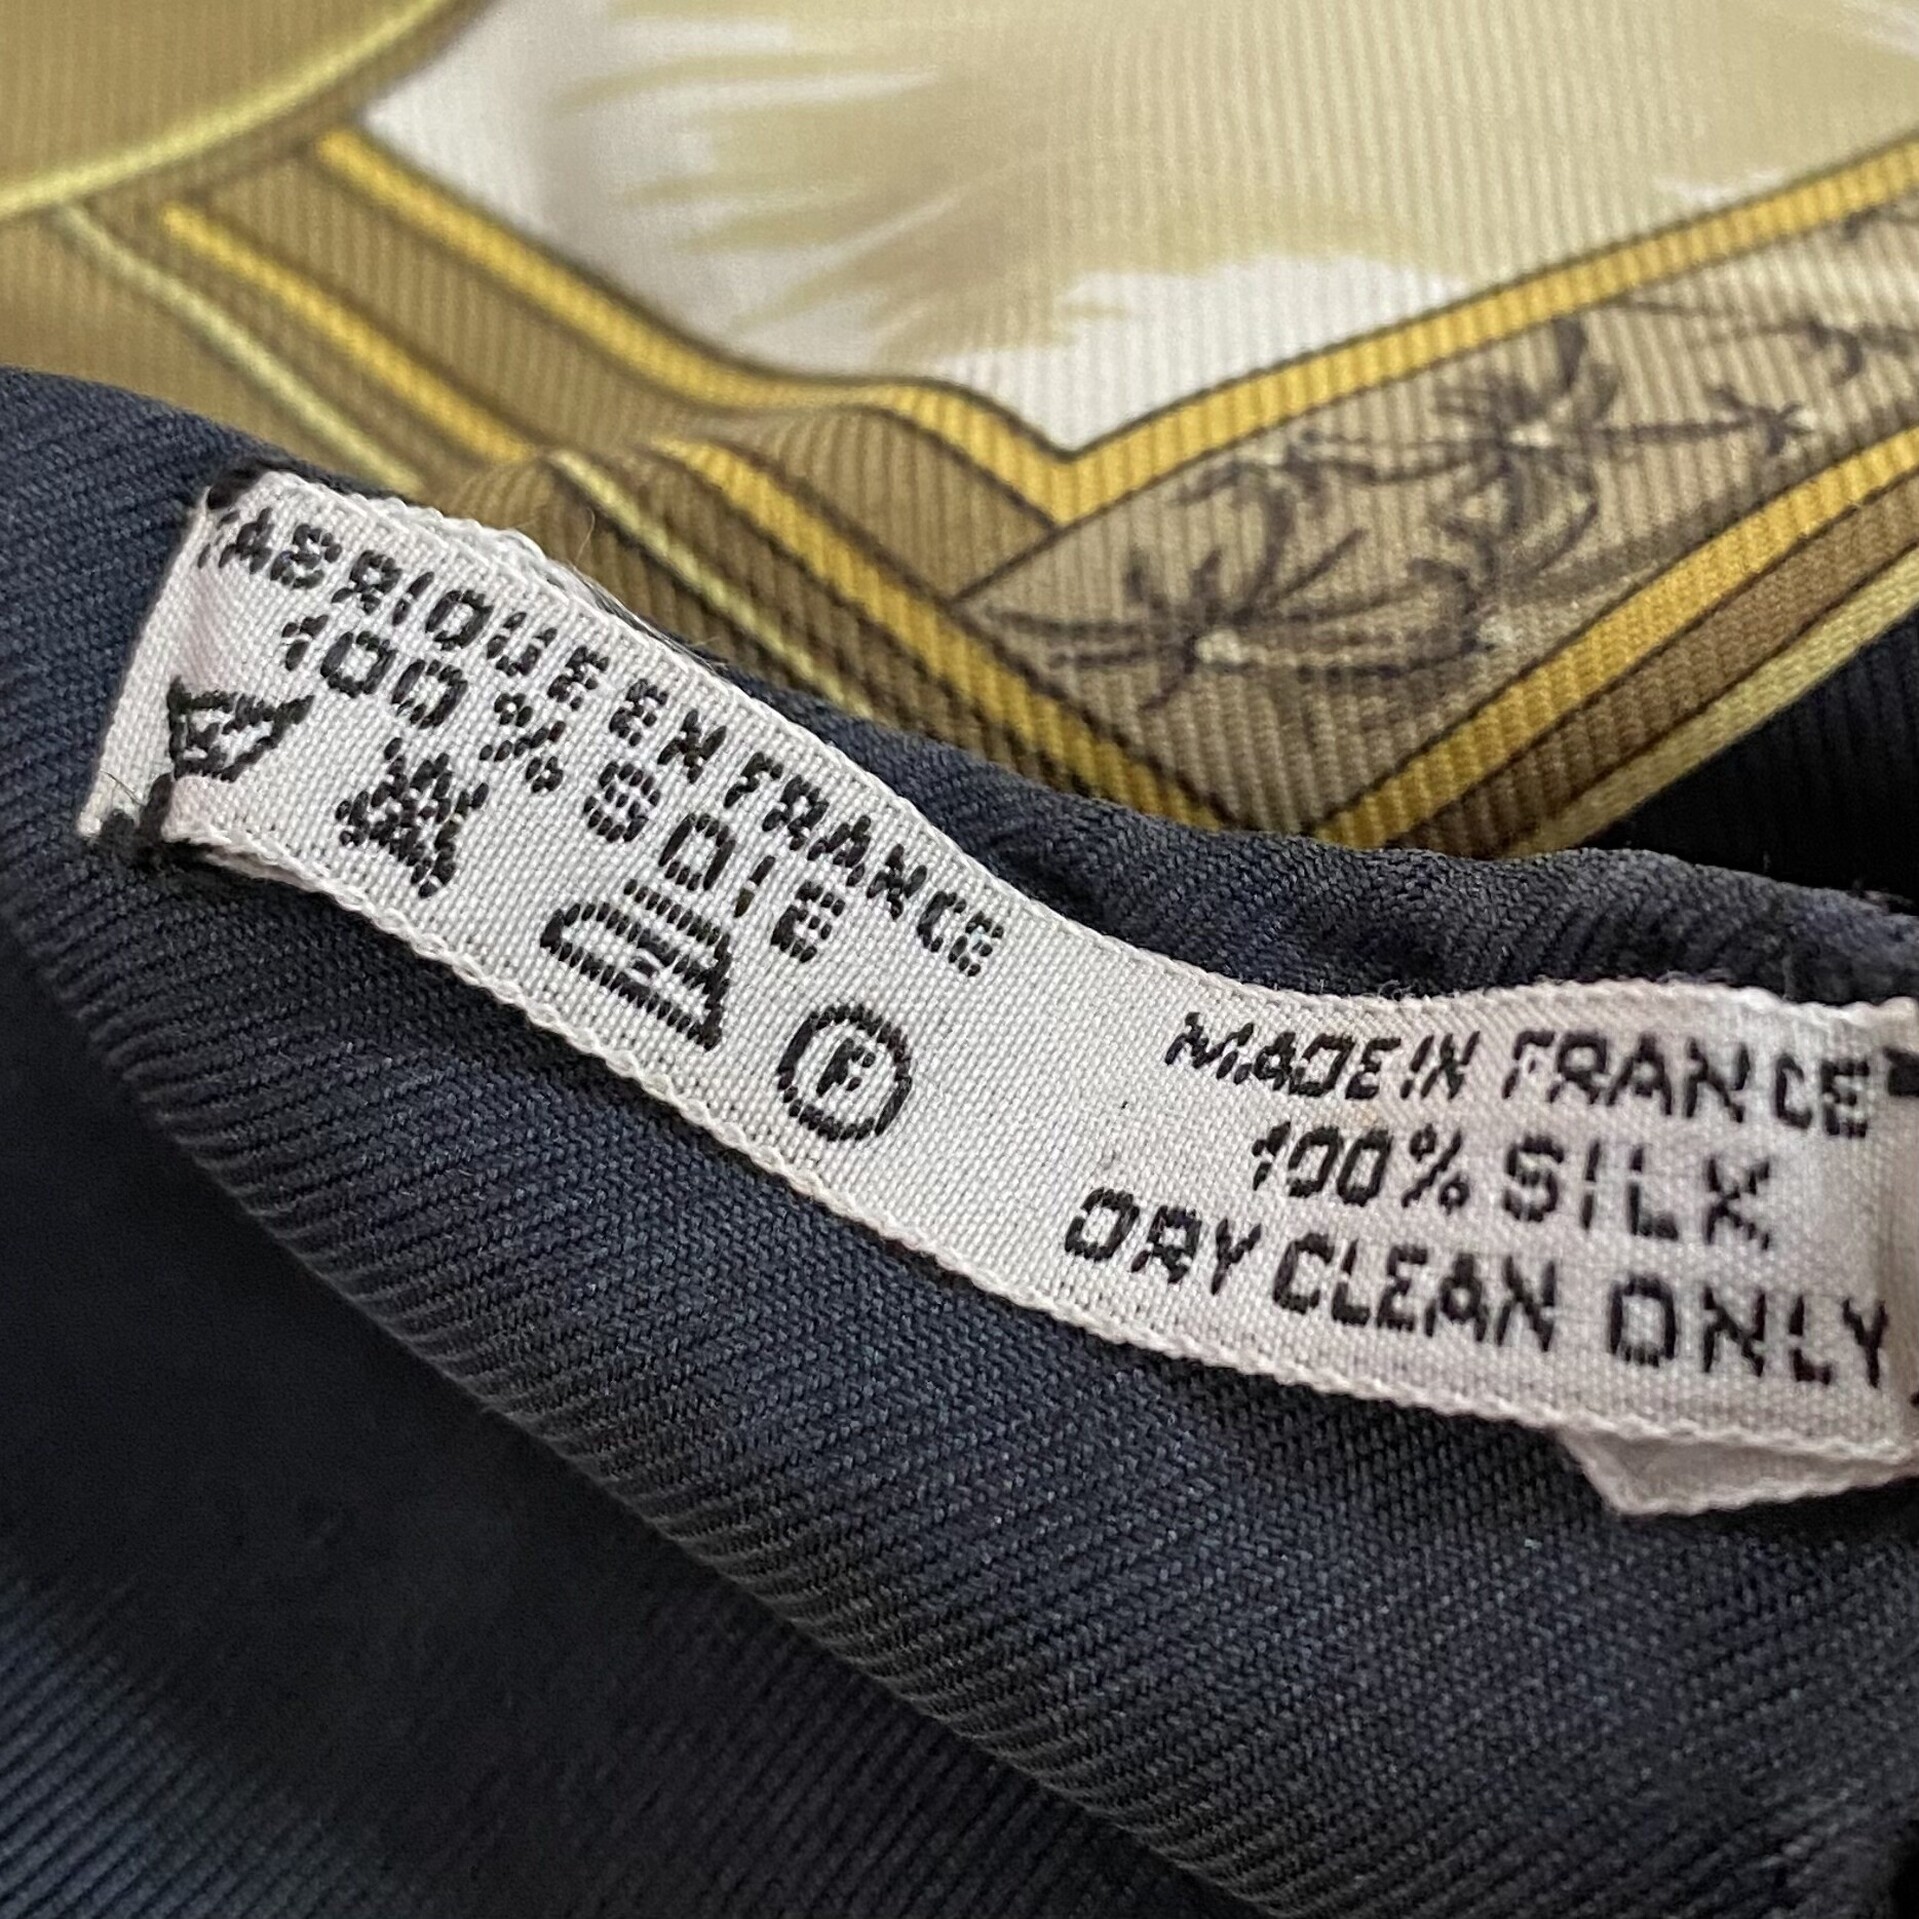 FABRIQUE EN FRANCE
100% SOIE
F
MADE IN FRANCE
100% SILK
DRY CLEAN ONLY